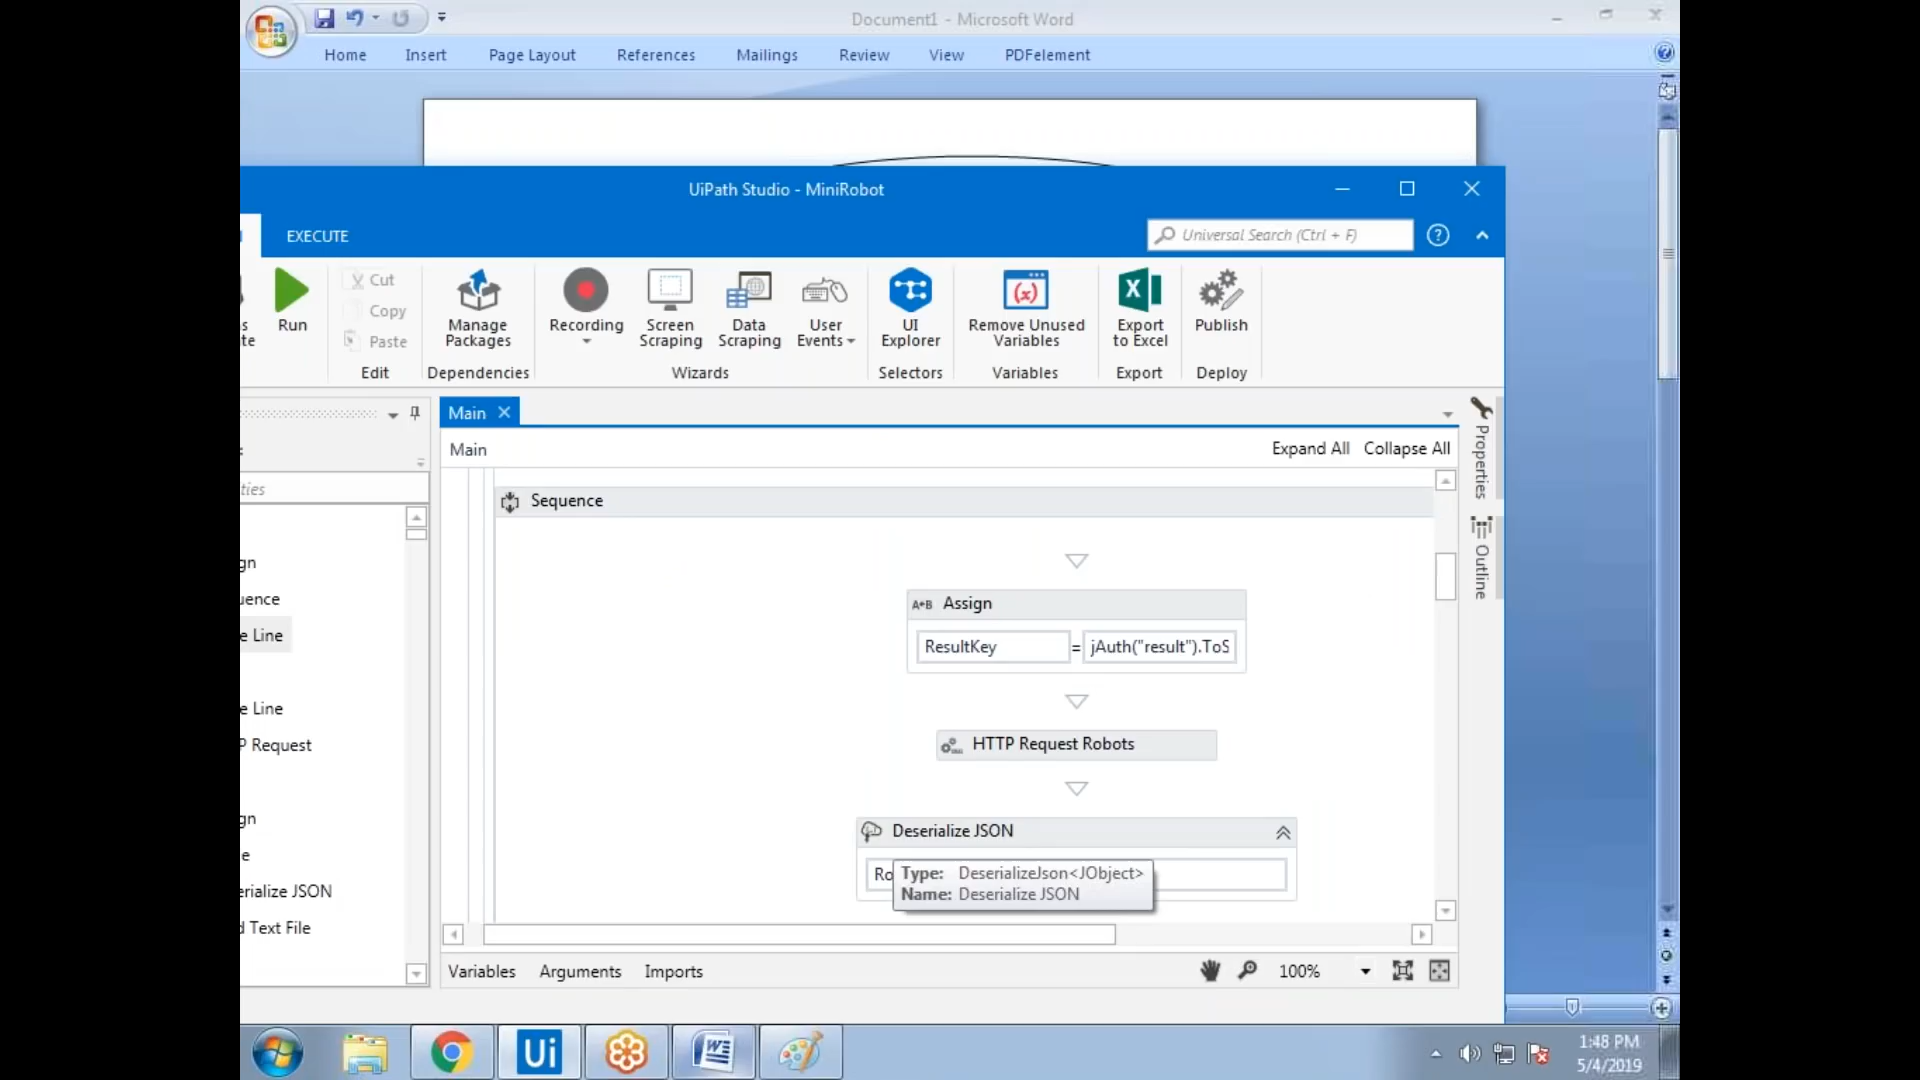 Document1 - Microsoft Word
Home Insert Page Layout References Mailings Review View PDFelement
UiPath Studio - MiniRobot
EXECUTE
Universal Search (Ctrl + F)
Run
Cut
Copy
Paste
Edit
Manage Packages
Dependencies
Recording
Screen Scraping
Data Scraping
User Events
Wizards
UI Explorer
Selectors
Remove Unused Variables
Variables
Export to Excel
Export
Publish
Deploy
Main
Main
Expand All Collapse All
Properties
Outline
ties
gn
uence
e Line
e Line
P Request
gn
e
erialize JSON
d Text File
Sequence
A+B Assign
ResultKey = jAuth("result").ToS
HTTP Request Robots
Deserialize JSON
Ro
Type: DeserializeJson<JObject>
Name: Deserialize JSON
Variables Arguments Imports
100%
Ui
1:48 PM
5/4/2019